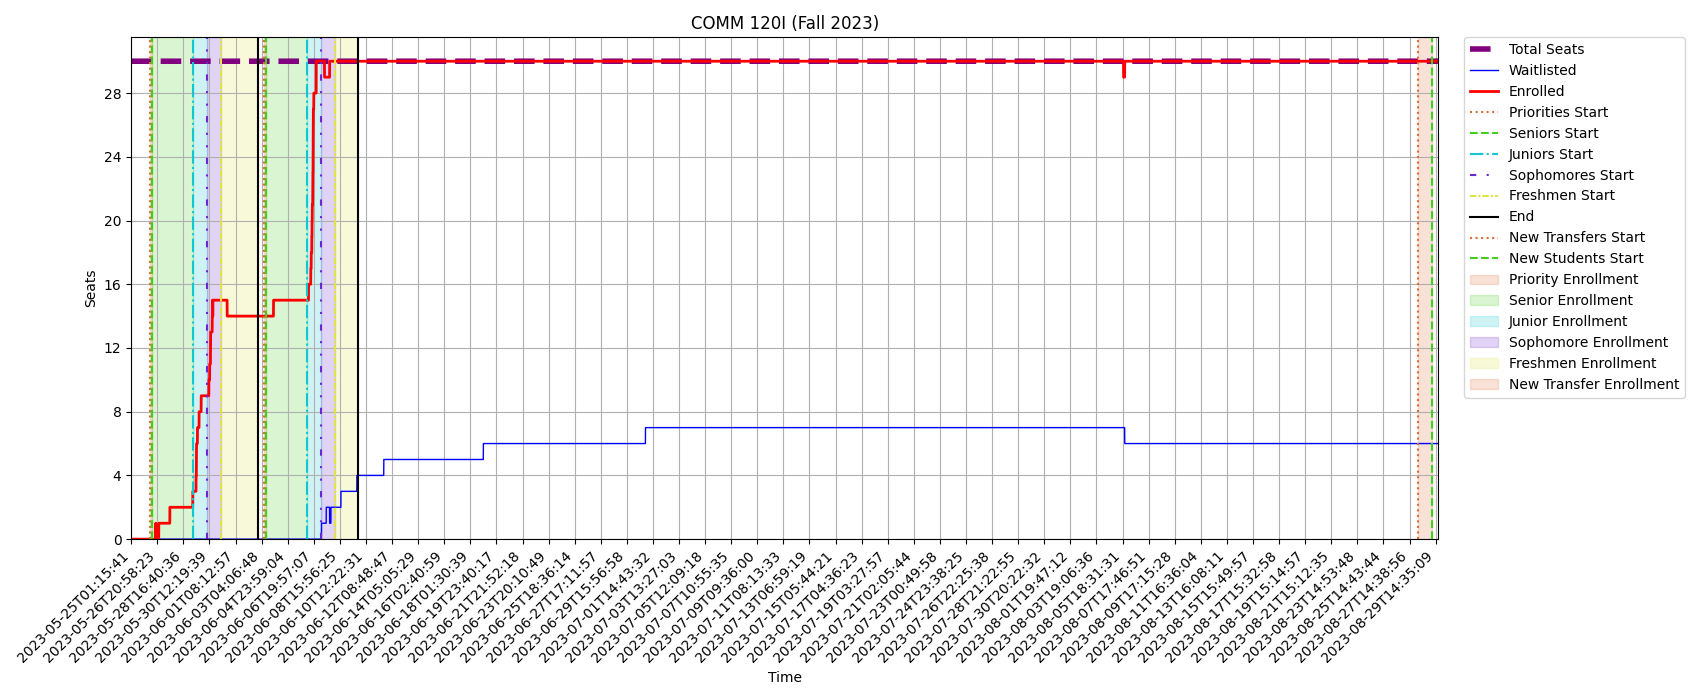 COMM 120I (Fall 2023)
Seats
28
24
20
16
12
8
4
0
2023-05-25T01:15:41
2023-05-26T20:58:23
2023-05-28T16:40:36
2023-05-30T12:19:39
2023-06-01T08:12:57
2023-06-03T04:06:48
2023-06-04T23:59:04
2023-06-06T19:57:07
2023-06-08T15:56:25
2023-06-10T12:22:31
2023-06-12T08:48:47
2023-06-14T05:05:29
2023-06-16T02:40:59
2023-06-18T01:30:39
2023-06-19T23:40:17
2023-06-21T21:52:18
2023-06-23T20:10:49
2023-06-25T18:36:14
2023-06-27T17:11:57
2023-06-29T15:56:58
2023-07-01T14:43:32
2023-07-03T13:27:03
2023-07-05T12:09:18
2023-07-07T10:55:35
2023-07-09T09:36:00
2023-07-11T08:13:33
2023-07-13T06:59:19
2023-07-15T05:44:21
2023-07-17T04:36:23
2023-07-19T03:27:57
2023-07-21T02:05:44
2023-07-23T00:49:58
2023-07-24T23:38:25
2023-07-26T22:25:38
2023-07-28T21:22:55
2023-07-30T20:22:32
2023-08-01T19:47:12
2023-08-03T19:06:36
2023-08-05T18:31:31
2023-08-07T17:46:51
2023-08-09T17:15:28
2023-08-11T16:36:04
2023-08-13T16:08:11
2023-08-15T15:49:57
2023-08-17T15:32:58
2023-08-19T15:14:57
2023-08-21T15:12:35
2023-08-23T14:53:48
2023-08-25T14:43:44
2023-08-27T14:38:56
2023-08-29T14:35:09
Time
Total Seats
Waitlisted
Enrolled
Priorities Start
Seniors Start
Juniors Start
Sophomores Start
Freshmen Start
End
New Transfers Start
New Students Start
Priority Enrollment
Senior Enrollment
Junior Enrollment
Sophomore Enrollment
Freshmen Enrollment
New Transfer Enrollment